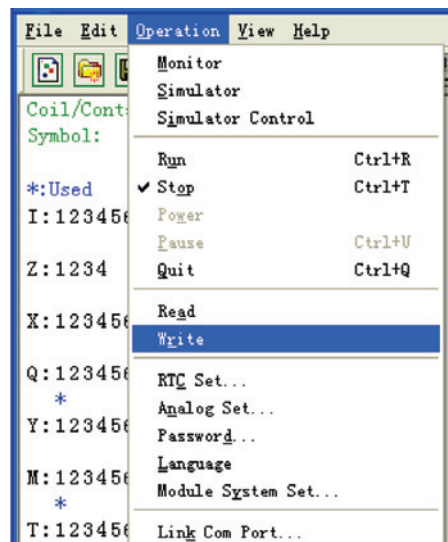 File Edit Operation View Help
Monitor
Simulator
Coil/Cont
Simulator Control
Symbol:
Run Ctrl+R
*:Used
Stop Ctrl+T
I:123456
Power
Pause Ctrl+U
Z:1234
Quit Ctrl+Q
Read
X:123456
Write
Q:123456
RTC Set...
*
Analog Set...
Y:123456
Password...
Language
M:123456
Module System Set...
*
T:123456
Link Com Port...